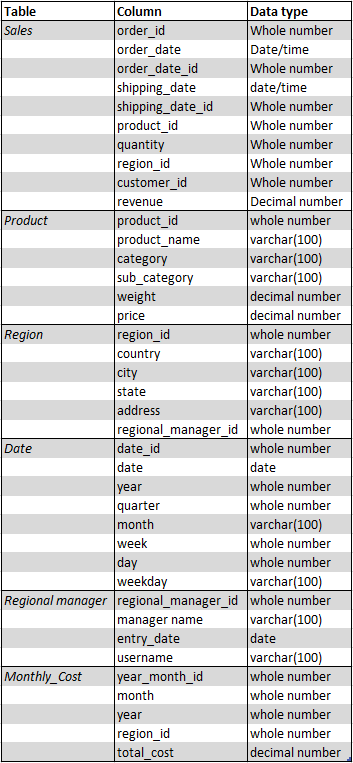 Table Column Data type
Sales order_id Whole number
order_date Date/time
order_date_id Whole number
shipping_date date/time
shipping_date_id Whole number
product_id Whole number
quantity Whole number
region_id Whole number
customer_id Whole number
revenue Decimal number
Product product_id whole number
product_name varchar(100)
category varchar(100)
sub_category varchar(100)
weight decimal number
price decimal number
Region region_id whole number
country varchar(100)
city varchar(100)
state varchar(100)
address varchar(100)
regional_manager_id whole number
Date date_id whole number
date date
year whole number
quarter whole number
month varchar(100)
week whole number
day whole number
weekday varchar(100)
Regional manager regional_manager_id whole number
manager name varchar(100)
entry_date date
username varchar(100)
Monthly_Cost year_month_id whole number
month whole number
year whole number
region_id whole number
total_cost decimal number